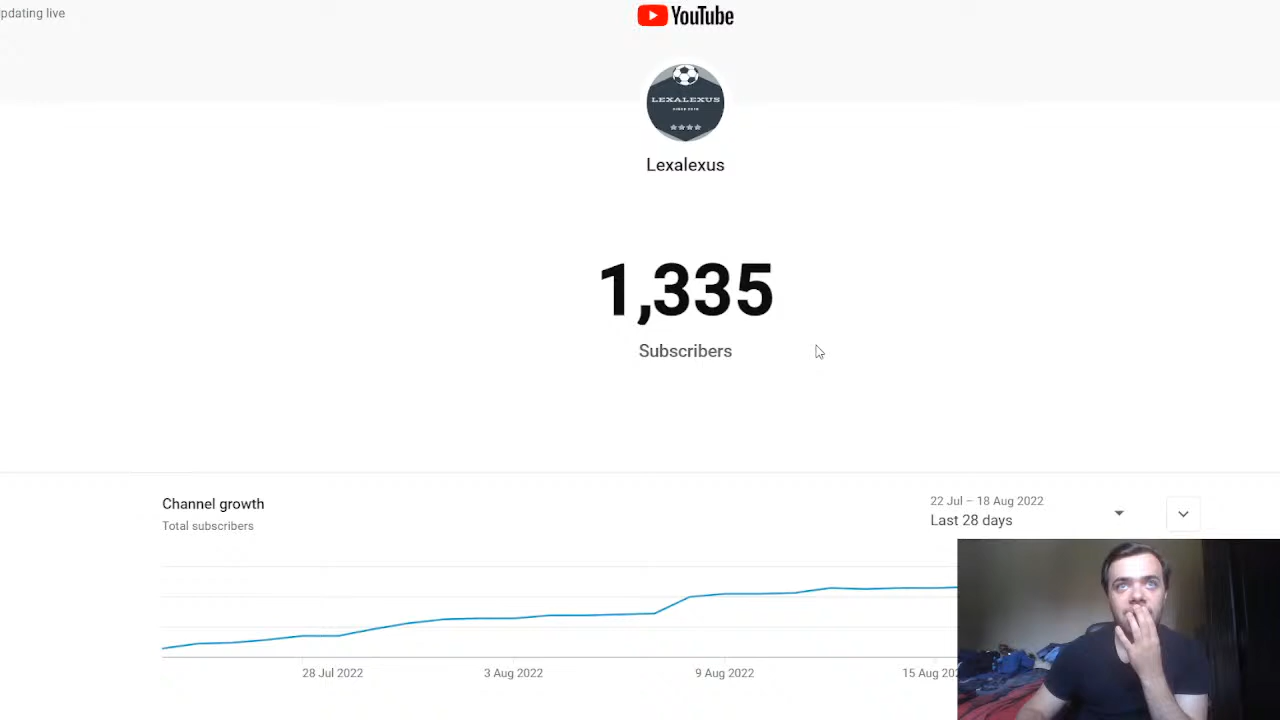 pdating live
YouTube
LEXALEXUS
Lexalexus
1,335
Subscribers
Channel growth
Total subscribers
22 Jul – 18 Aug 2022
Last 28 days
28 Jul 2022
3 Aug 2022
9 Aug 2022
15 Aug 20